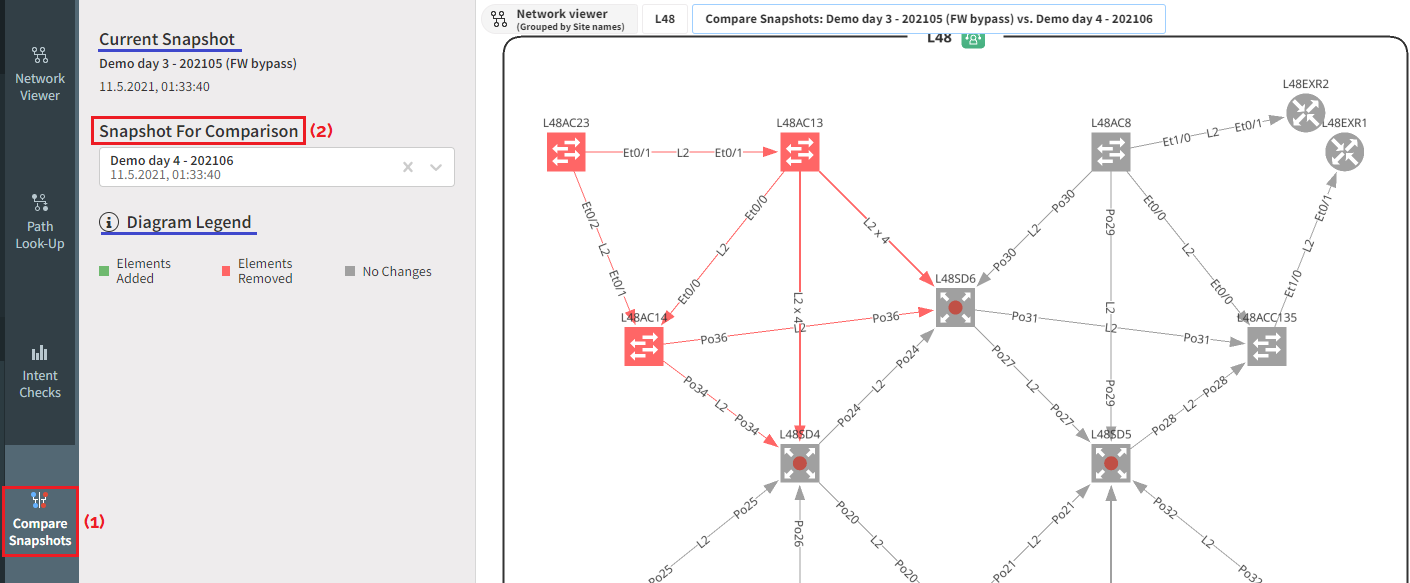 Network
Viewer
Path
Look-Up
Intent
Checks
Compare
Snapshots
(1)
Current Snapshot
Demo day 3 - 202105 (FW bypass)
11.5.2021, 01:33:40
Snapshot For Comparison
(2)
Demo day 4 - 202106
11.5.2021, 01:33:40
i
Diagram Legend
Elements
Added
Elements
Removed
No Changes
Network viewer
(Grouped by Site names)
L48
Compare Snapshots: Demo day 3 - 202105 (FW bypass) vs. Demo day 4 - 202106
L48
L48EXR2
L48AC23
L48AC13
L48AC8
L48EXR1
Et0/1
L2
Et0/1
Et1/0
L2
Et0/1
Et0/2
L2
Et0/1
Et0/0
L2
Et0/0
L2 x 4
L2 x 4
Po30
L2
Po30
Po29
L2
Po29
Et0/0
L2
Et0/0
Et0/1
L2
Et1/0
L48SD6
L48AC14
L48ACC135
Po36
L2
Po36
Po31
L2
Po31
Po34
L2
Po34
Po24
L2
Po24
Po27
L2
Po27
Po28
L2
Po28
L48SD4
L48SD5
Po25
L2
Po25
Po26
Po20
L2
Po20
Po21
L2
Po21
Po32
L2
Po32